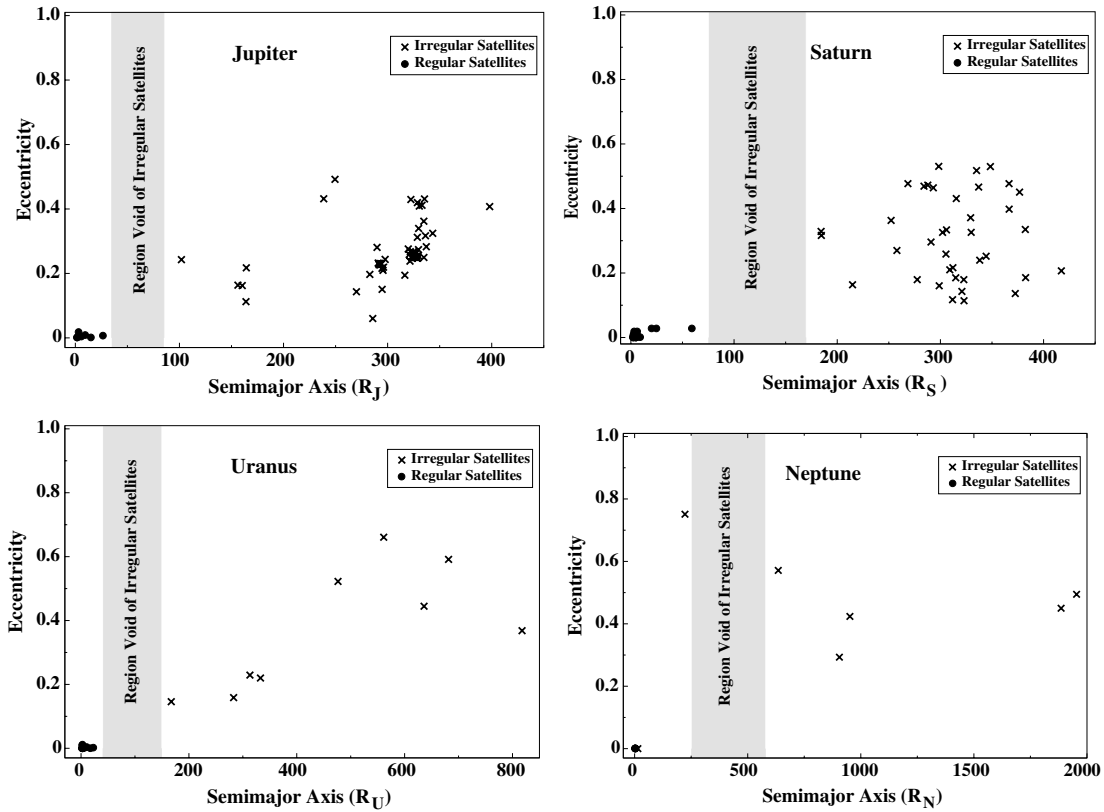 Jupiter
× Irregular Satellites
● Regular Satellites
Region Void of Irregular Satellites
Eccentricity
1.0
0.8
0.6
0.4
0.2
0
0
100
200
300
400
Semimajor Axis (R_J)
Saturn
× Irregular Satellites
● Regular Satellites
Region Void of Irregular Satellites
Eccentricity
1.0
0.8
0.6
0.4
0.2
0
0
100
200
300
400
Semimajor Axis (R_S)
Uranus
× Irregular Satellites
● Regular Satellites
Region Void of Irregular Satellites
Eccentricity
1.0
0.8
0.6
0.4
0.2
0
0
200
400
600
800
Semimajor Axis (R_U)
Neptune
× Irregular Satellites
● Regular Satellites
Region Void of Irregular Satellites
Eccentricity
1.0
0.8
0.6
0.4
0.2
0
0
500
1000
1500
2000
Semimajor Axis (R_N)